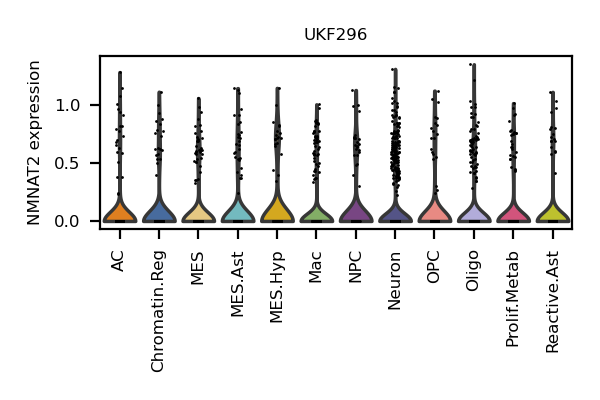 UKF296
NMNAT2 expression
1.0
0.5
0.0
AC
Chromatin.Reg
MES
MES.Ast
MES.Hyp
Mac
NPC
Neuron
OPC
Oligo
Prolif.Metab
Reactive.Ast